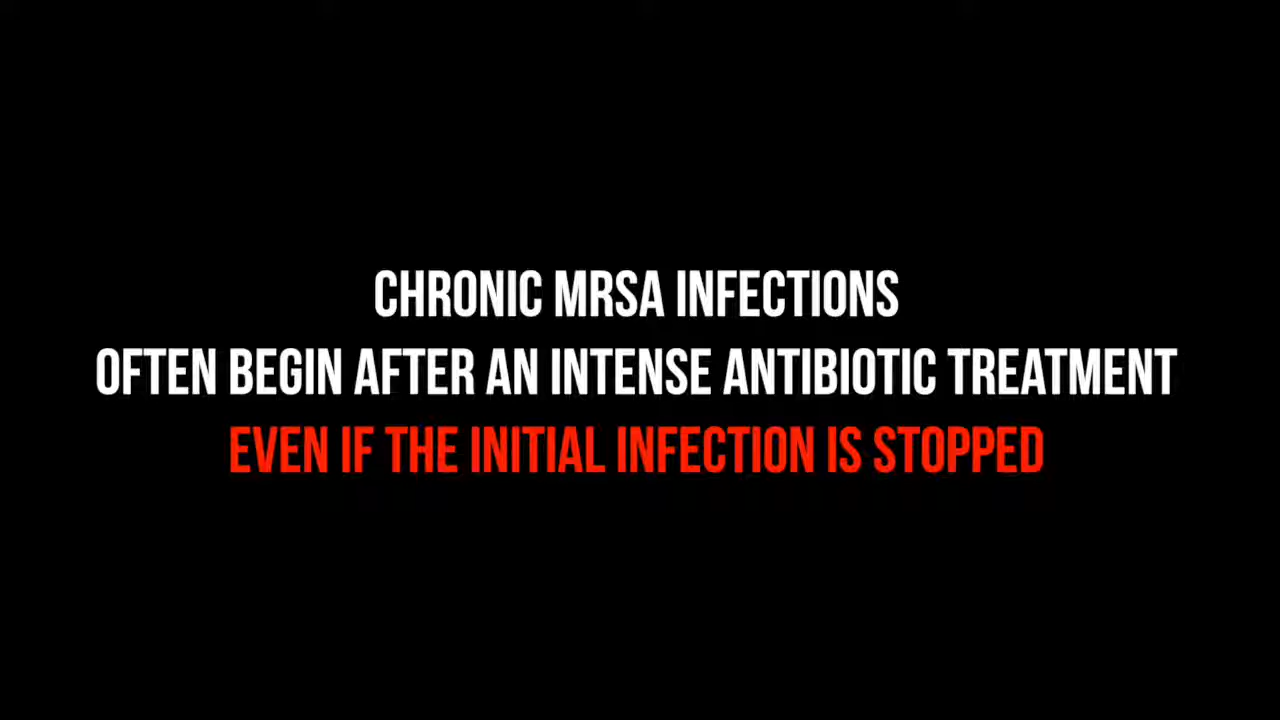 CHRONIC MRSA INFECTIONS
OFTEN BEGIN AFTER AN INTENSE ANTIBIOTIC TREATMENT
EVEN IF THE INITIAL INFECTION IS STOPPED